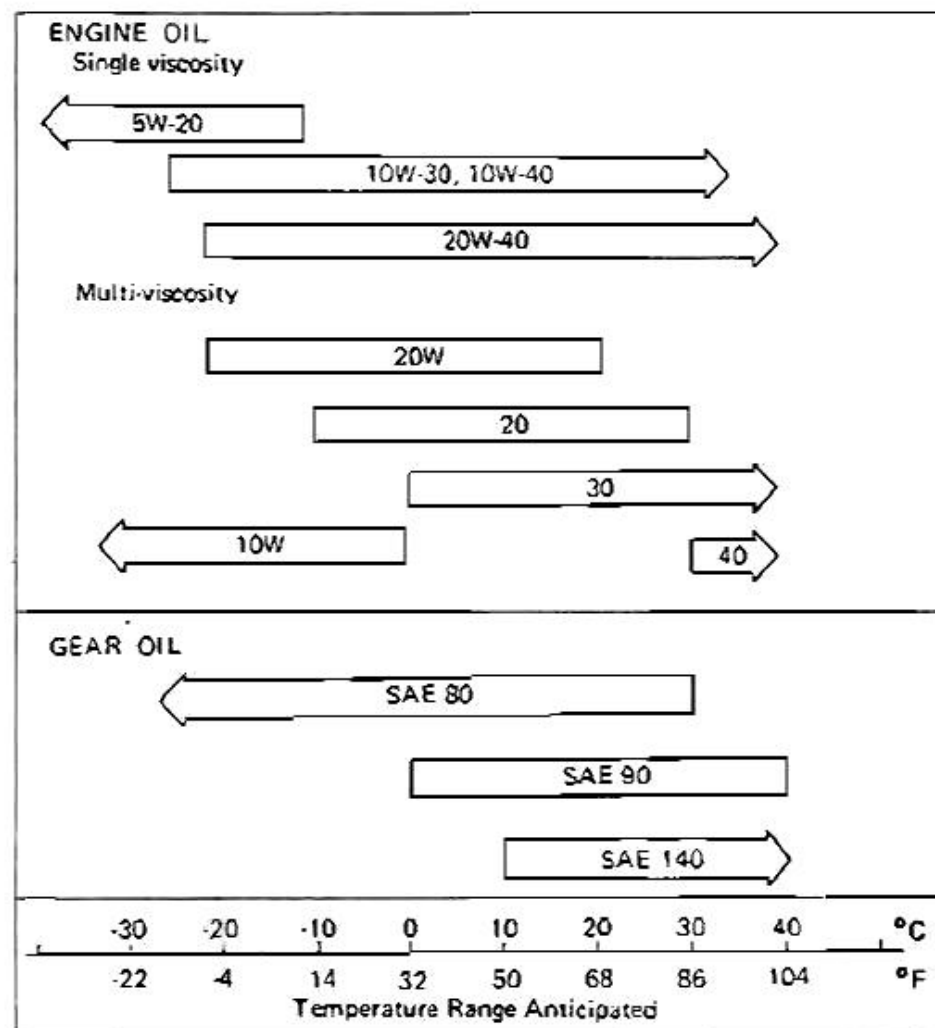 ENGINE OIL
Single viscosity
5W-20
10W-30, 10W-40
20W-40
Multi-viscosity
20W
20
30
10W
40
GEAR OIL
SAE 80
SAE 90
SAE 140
-30 -20 -10 0 10 20 30 40 °C
-22 -4 14 32 50 68 86 104 °F
Temperature Range Anticipated